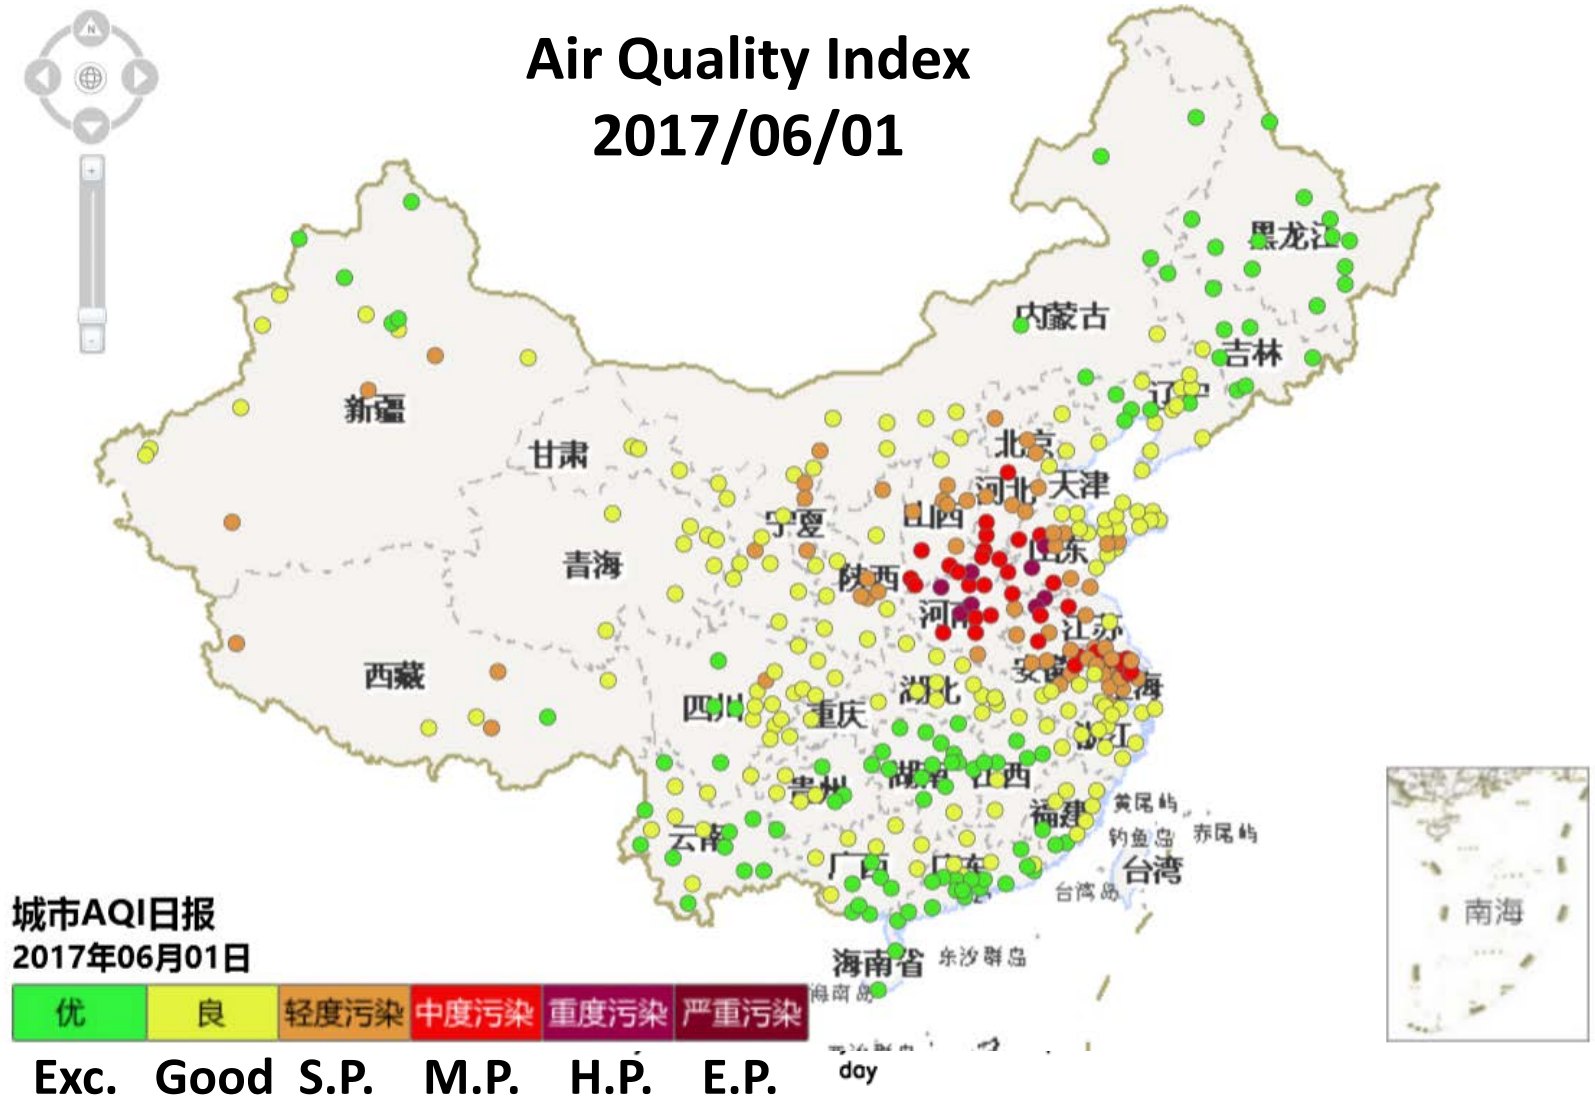 N
Air Quality Index
2017/06/01
+
-
黑龙江
内蒙古
吉林
辽宁
新疆
北京
甘肃
天津
河北
宁夏
山西
山东
青海
陕西
河南
江苏
西藏
安徽
上海
四川
重庆
湖北
浙江
湖南
江西
贵州
福建
黄尾屿
云南
钓鱼岛
赤尾屿
广西
广东
台湾
台湾岛
南海
海南省
东沙群岛
海南岛
城市AQI日报
2017年06月01日
优 良 轻度污染 中度污染 重度污染 严重污染
Exc. Good S.P. M.P. H.P. E.P.
day